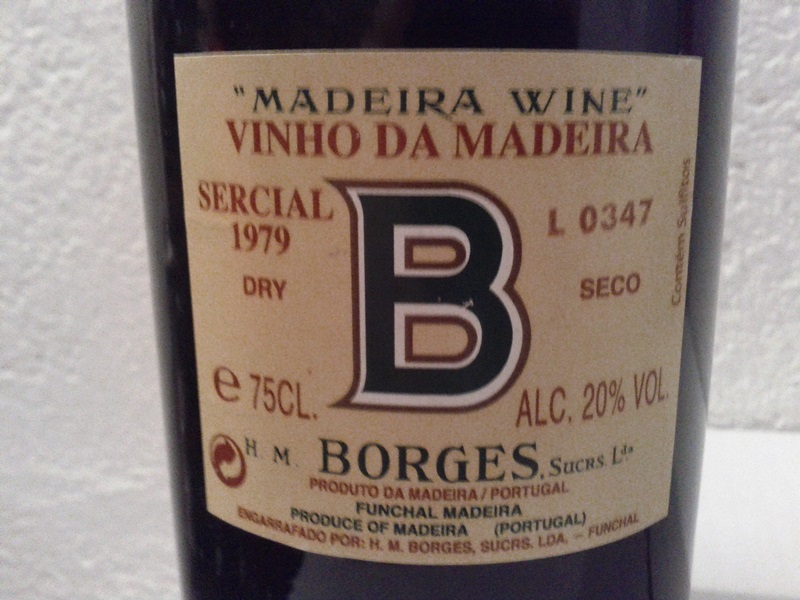 "MADEIRA WINE"
VINHO DA MADEIRA
SERCIAL
1979
DRY
B
L 0347
SECO
Contém Sulfitos
e 75CL.
ALC. 20% VOL.
H. M. BORGES, SUCRS. Lda
PRODUTO DA MADEIRA / PORTUGAL
FUNCHAL MADEIRA
PRODUCE OF MADEIRA (PORTUGAL)
ENGARRAFADO POR: H. M. BORGES, SUCRS. LDA. – FUNCHAL